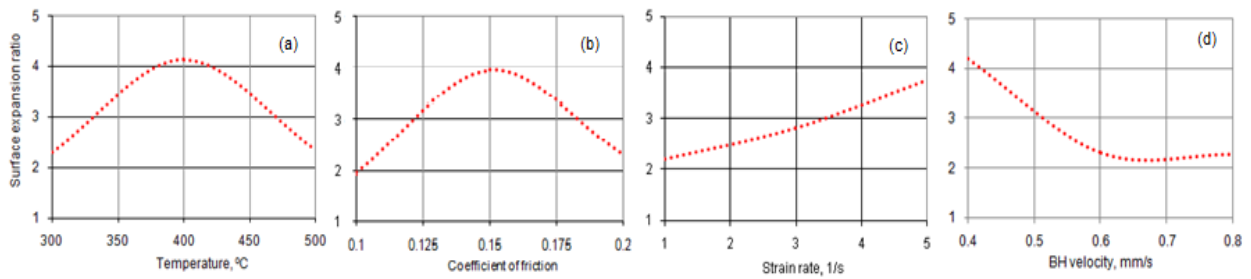 Surface expansion ratio
5
4
3
2
1
300 350 400 450 500
Temperature, ºC
(a)
5
4
3
2
1
0.1 0.125 0.15 0.175 0.2
Coefficient of friction
(b)
5
4
3
2
1
1 2 3 4 5
Strain rate, 1/s
(c)
5
4
3
2
1
0.4 0.5 0.6 0.7 0.8
BH velocity, mm/s
(d)